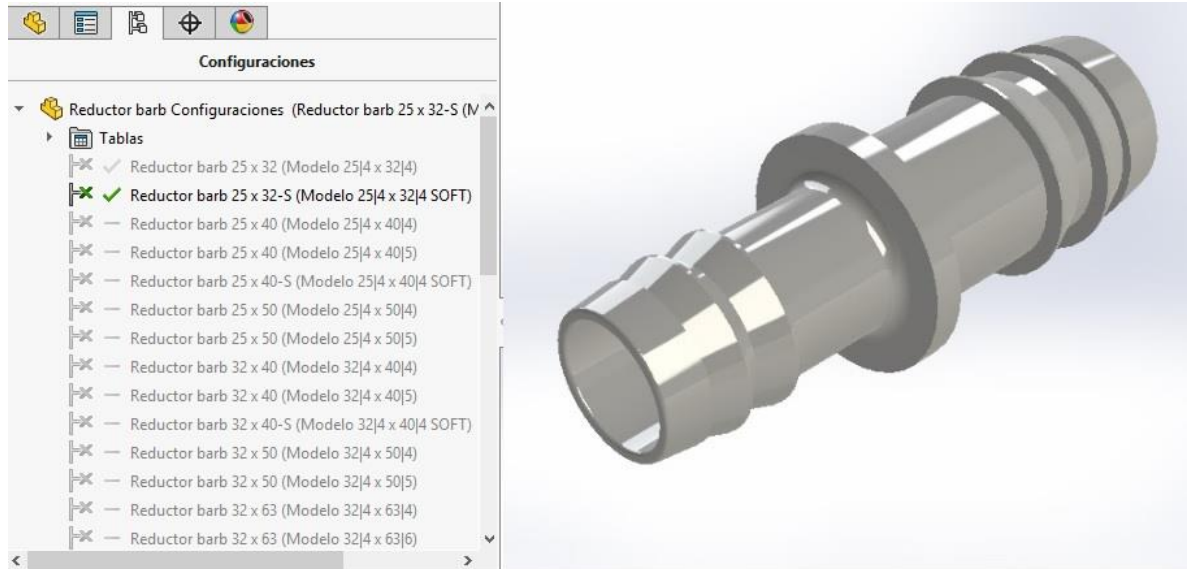 Configuraciones
Reductor barb Configuraciones (Reductor barb 25 x 32-S (M
Tablas
Reductor barb 25 x 32 (Modelo 25|4 x 32|4)
Reductor barb 25 x 32-S (Modelo 25|4 x 32|4 SOFT)
Reductor barb 25 x 40 (Modelo 25|4 x 40|4)
Reductor barb 25 x 40 (Modelo 25|4 x 40|5)
Reductor barb 25 x 40-S (Modelo 25|4 x 40|4 SOFT)
Reductor barb 25 x 50 (Modelo 25|4 x 50|4)
Reductor barb 25 x 50 (Modelo 25|4 x 50|5)
Reductor barb 32 x 40 (Modelo 32|4 x 40|4)
Reductor barb 32 x 40 (Modelo 32|4 x 40|5)
Reductor barb 32 x 40-S (Modelo 32|4 x 40|4 SOFT)
Reductor barb 32 x 50 (Modelo 32|4 x 50|4)
Reductor barb 32 x 50 (Modelo 32|4 x 50|5)
Reductor barb 32 x 63 (Modelo 32|4 x 63|4)
Reductor barb 32 x 63 (Modelo 32|4 x 63|6)